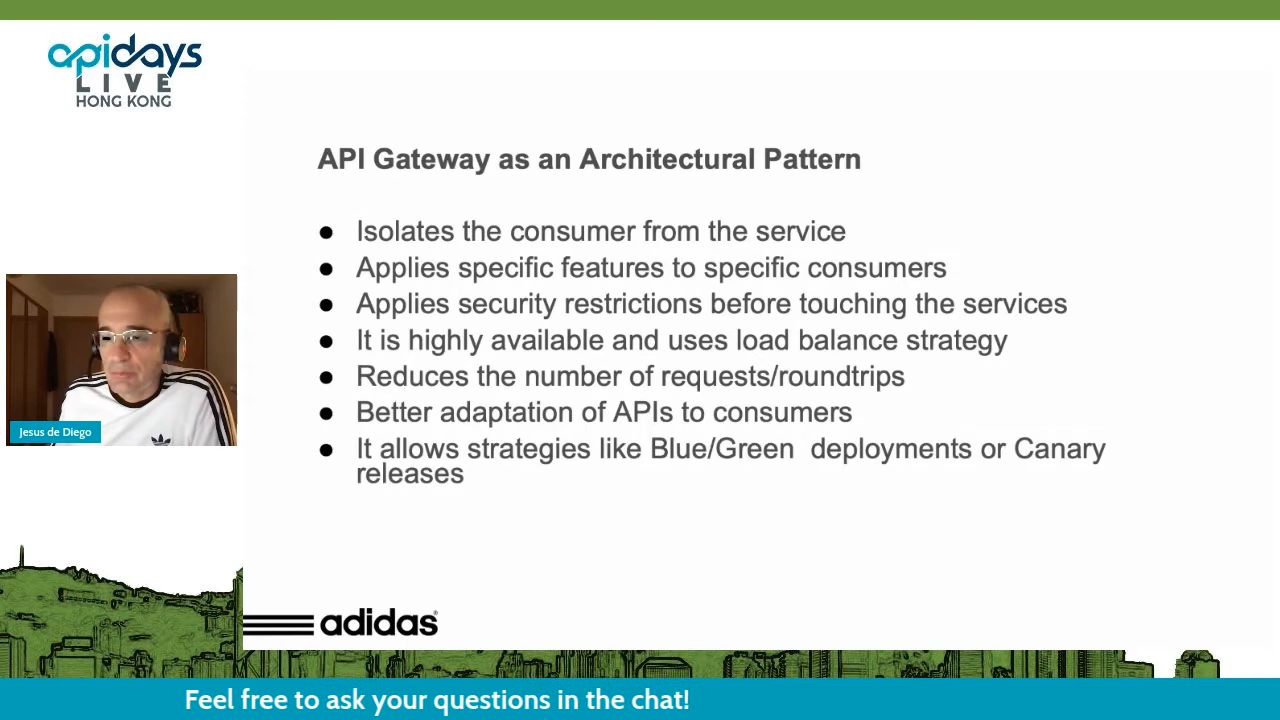 apidays
LIVE
HONG KONG
API Gateway as an Architectural Pattern
● Isolates the consumer from the service
● Applies specific features to specific consumers
● Applies security restrictions before touching the services
● It is highly available and uses load balance strategy
● Reduces the number of requests/roundtrips
● Better adaptation of APIs to consumers
● It allows strategies like Blue/Green deployments or Canary
releases
Jesus de Diego
adidas®
Feel free to ask your questions in the chat!